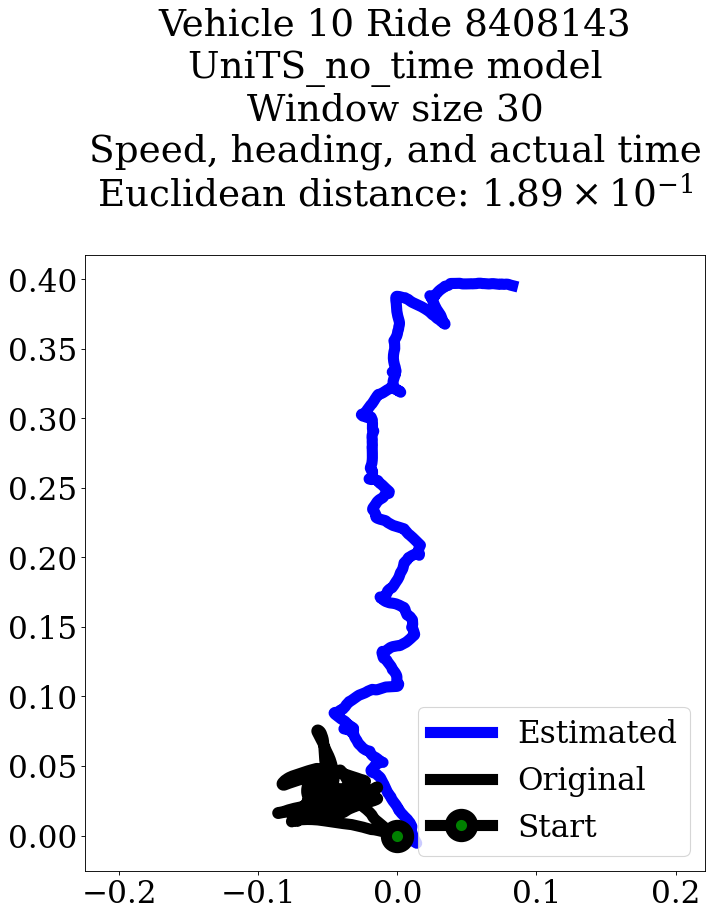 Vehicle 10 Ride 8408143
UniTS_no_time model
Window size 30
Speed, heading, and actual time
Euclidean distance: 1.89 × 10⁻¹
0.40
0.35
0.30
0.25
0.20
0.15
0.10
0.05
0.00
−0.2
−0.1
0.0
0.1
0.2
Estimated
Original
Start